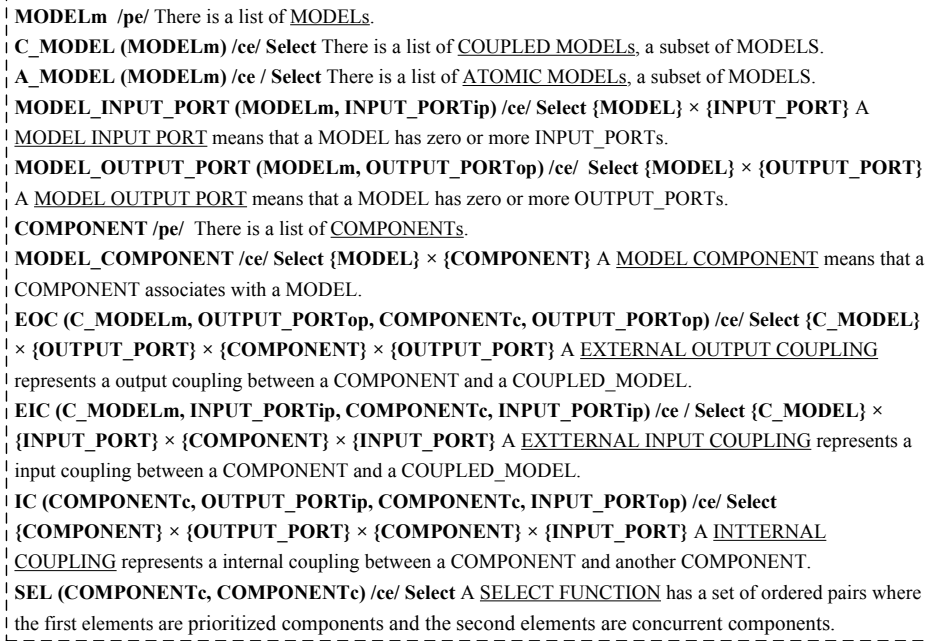 MODELm /pe/ There is a list of MODELs.
C_MODEL (MODELm) /ce/ Select There is a list of COUPLED MODELs, a subset of MODELS.
A_MODEL (MODELm) /ce / Select There is a list of ATOMIC MODELs, a subset of MODELS.
MODEL_INPUT_PORT (MODELm, INPUT_PORTip) /ce/ Select {MODEL} × {INPUT_PORT} A
MODEL INPUT PORT means that a MODEL has zero or more INPUT_PORTs.
MODEL_OUTPUT_PORT (MODELm, OUTPUT_PORTop) /ce/ Select {MODEL} × {OUTPUT_PORT}
A MODEL OUTPUT PORT means that a MODEL has zero or more OUTPUT_PORTs.
COMPONENT /pe/ There is a list of COMPONENTs.
MODEL_COMPONENT /ce/ Select {MODEL} × {COMPONENT} A MODEL COMPONENT means that a
COMPONENT associates with a MODEL.
EOC (C_MODELm, OUTPUT_PORTop, COMPONENTc, OUTPUT_PORTop) /ce/ Select {C_MODEL}
× {OUTPUT_PORT} × {COMPONENT} × {OUTPUT_PORT} A EXTERNAL OUTPUT COUPLING
represents a output coupling between a COMPONENT and a COUPLED_MODEL.
EIC (C_MODELm, INPUT_PORTip, COMPONENTc, INPUT_PORTip) /ce / Select {C_MODEL} ×
{INPUT_PORT} × {COMPONENT} × {INPUT_PORT} A EXTTERNAL INPUT COUPLING represents a
input coupling between a COMPONENT and a COUPLED_MODEL.
IC (COMPONENTc, OUTPUT_PORTip, COMPONENTc, INPUT_PORTop) /ce/ Select
{COMPONENT} × {OUTPUT_PORT} × {COMPONENT} × {INPUT_PORT} A INTTERNAL
COUPLING represents a internal coupling between a COMPONENT and another COMPONENT.
SEL (COMPONENTc, COMPONENTc) /ce/ Select A SELECT FUNCTION has a set of ordered pairs where
the first elements are prioritized components and the second elements are concurrent components.